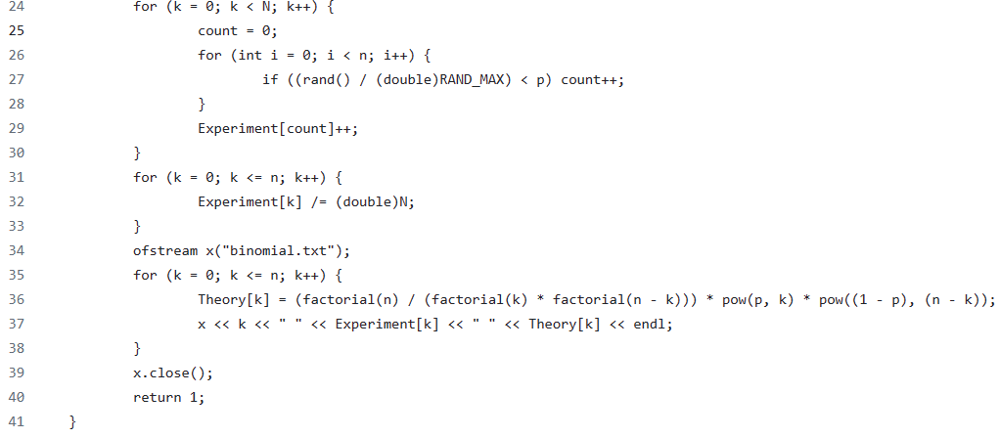 24 for (k = 0; k < N; k++) {
25 count = 0;
26 for (int i = 0; i < n; i++) {
27 if ((rand() / (double)RAND_MAX) < p) count++;
28 }
29 Experiment[count]++;
30 }
31 for (k = 0; k <= n; k++) {
32 Experiment[k] /= (double)N;
33 }
34 ofstream x("binomial.txt");
35 for (k = 0; k <= n; k++) {
36 Theory[k] = (factorial(n) / (factorial(k) * factorial(n - k))) * pow(p, k) * pow((1 - p), (n - k));
37 x << k << " " << Experiment[k] << " " << Theory[k] << endl;
38 }
39 x.close();
40 return 1;
41 }